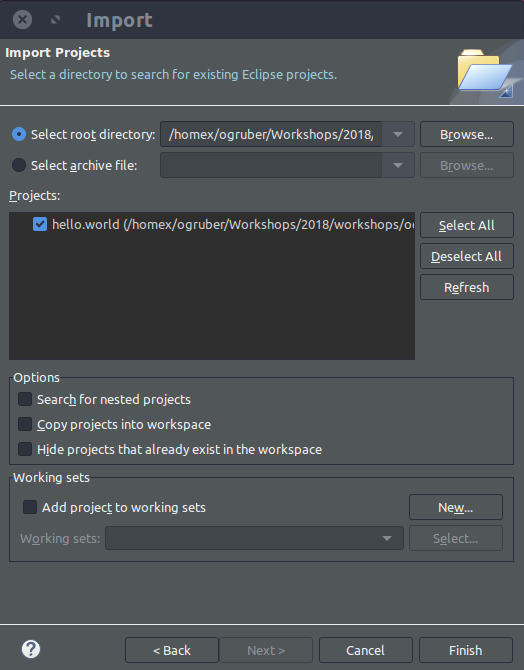 Import
Import Projects
Select a directory to search for existing Eclipse projects.
Select root directory: /homex/ogruber/Workshops/2018/ Browse...
Select archive file: Browse...
Projects:
hello.world (/homex/ogruber/Workshops/2018/workshops/o
Select All
Deselect All
Refresh
Options
Search for nested projects
Copy projects into workspace
Hide projects that already exist in the workspace
Working sets
Add project to working sets New...
Working sets: Select...
< Back Next > Cancel Finish